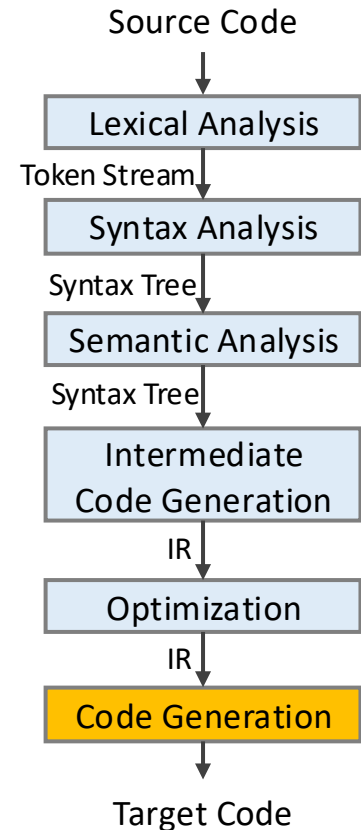 Source Code
Lexical Analysis
Token Stream
Syntax Analysis
Syntax Tree
Semantic Analysis
Syntax Tree
Intermediate
Code Generation
IR
Optimization
IR
Code Generation
Target Code